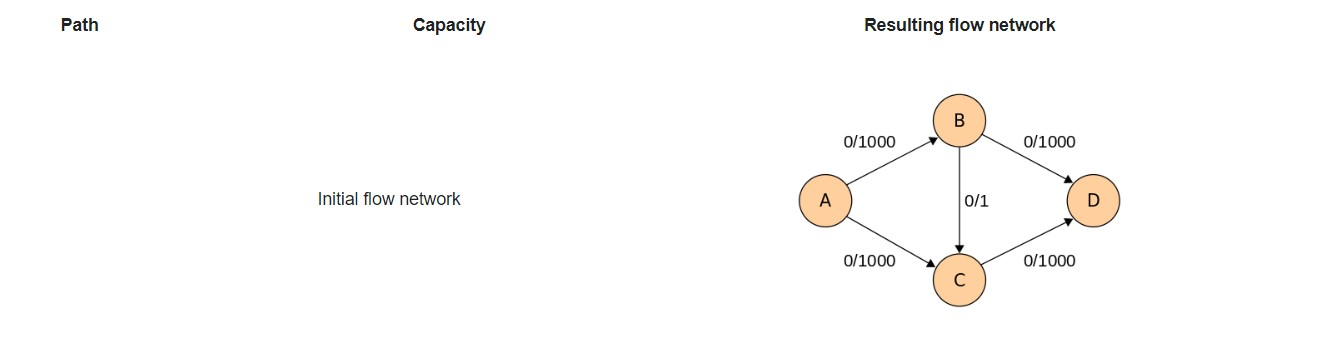 Path Capacity Resulting flow network
B
0/1000 0/1000
Initial flow network A 0/1 D
0/1000 0/1000
C